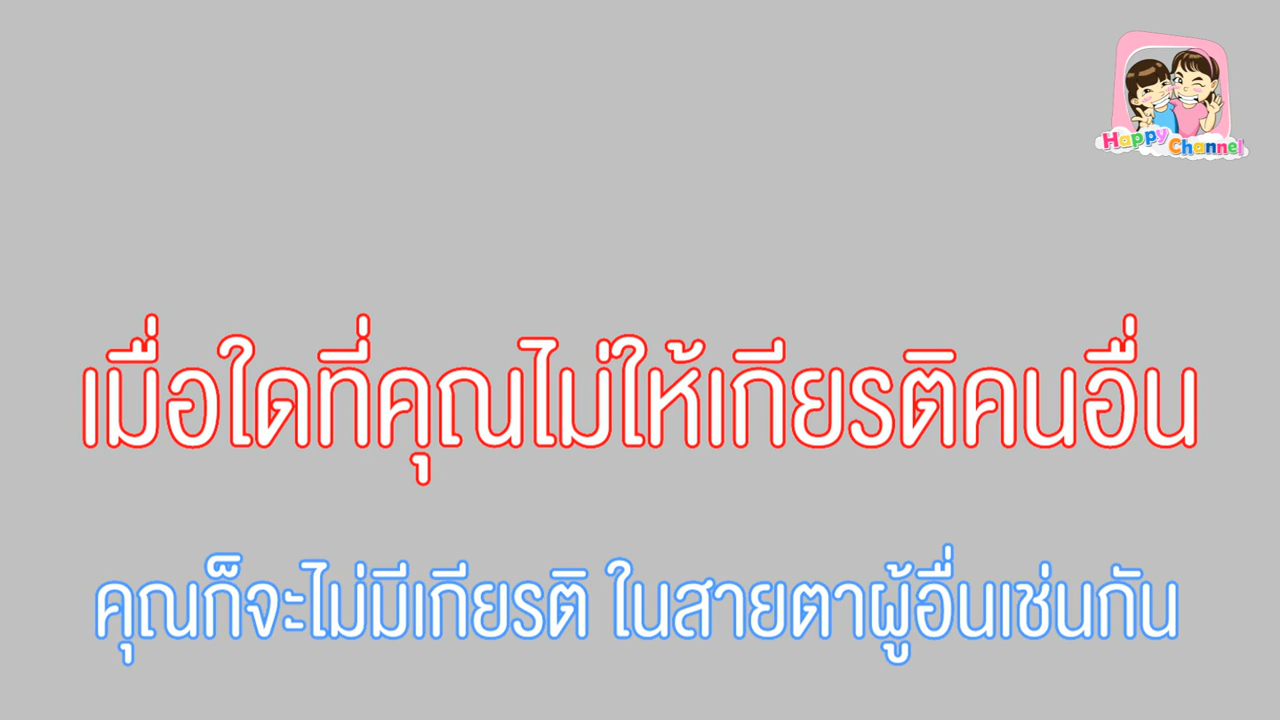 Happy Channel
เมื่อใดที่คุณไม่ให้เกียรติคนอื่น
คุณก็จะไม่มีเกียรติ ในสายตาผู้อื่นเช่นกัน